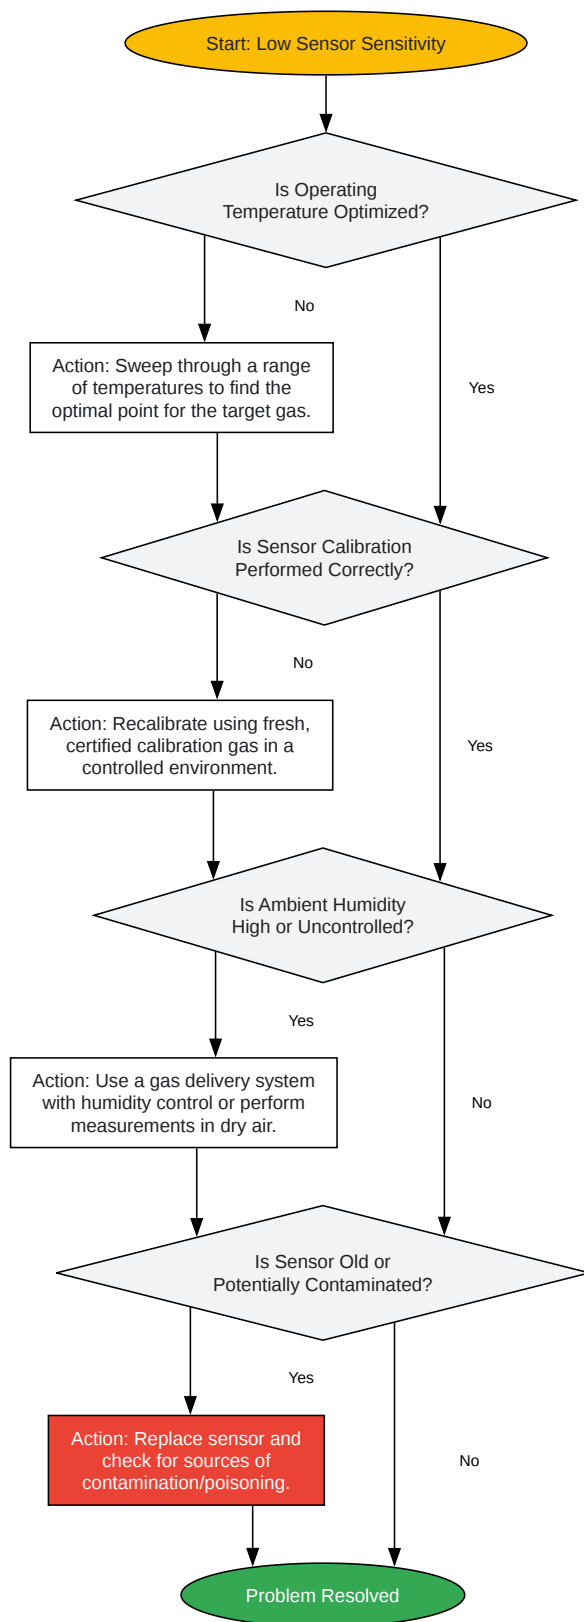 Start: Low Sensor Sensitivity
Is Operating
Temperature Optimized?
No
Action: Sweep through a range
of temperatures to find the
optimal point for the target gas.
Yes
Is Sensor Calibration
Performed Correctly?
No
Action: Recalibrate using fresh,
certified calibration gas in a
controlled environment.
Yes
Is Ambient Humidity
High or Uncontrolled?
Yes
Action: Use a gas delivery system
with humidity control or perform
measurements in dry air.
No
Is Sensor Old or
Potentially Contaminated?
Yes
Action: Replace sensor and
check for sources of
contamination/poisoning.
No
Problem Resolved